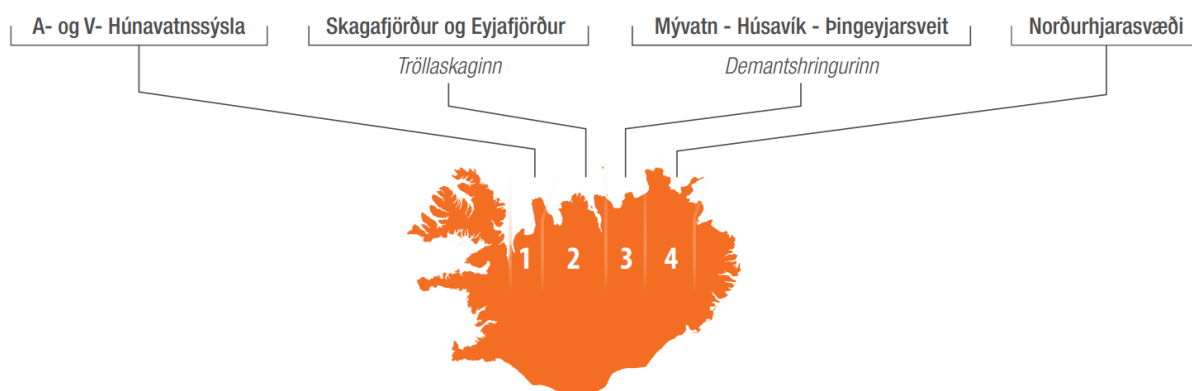 A- og V- Húnavatnssýsla
Skagafjörður og Eyjafjörður
Tröllaskaginn
Mývatn - Húsavík - Þingeyjarsveit
Demantshringurinn
Norðurhjarasvæði
1 2 3 4